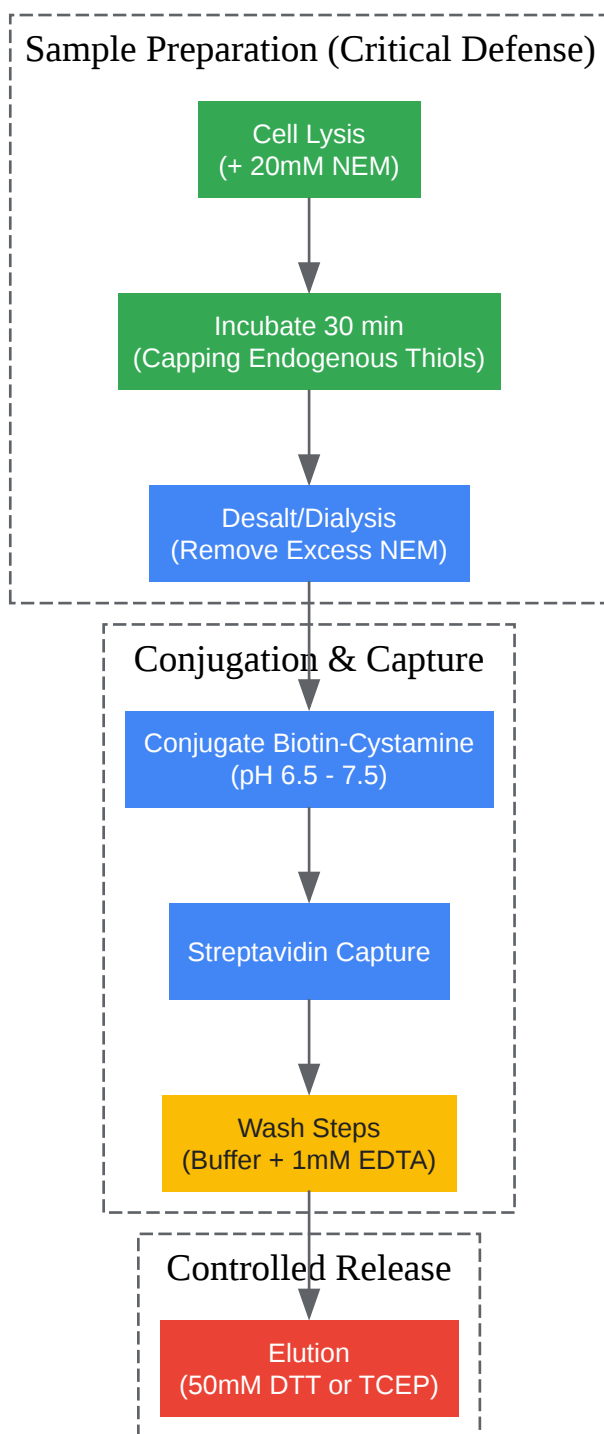 Sample Preparation (Critical Defense)
Cell Lysis
(+ 20mM NEM)
Incubate 30 min
(Capping Endogenous Thiols)
Desalt/Dialysis
(Remove Excess NEM)
Conjugation & Capture
Conjugate Biotin-Cystamine
(pH 6.5 - 7.5)
Streptavidin Capture
Wash Steps
(Buffer + 1mM EDTA)
Controlled Release
Elution
(50mM DTT or TCEP)